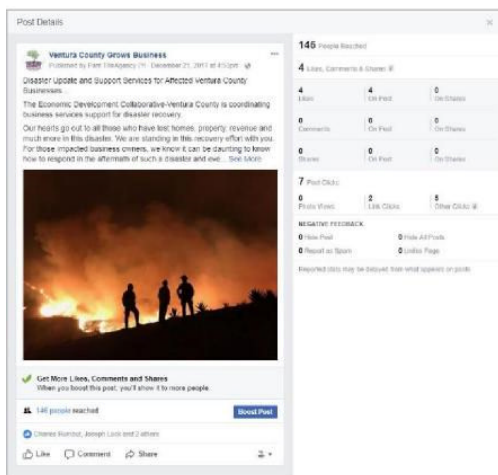 Post Details
Ventura County Grows Business
Published by
December 21, 2017 at
Disaster Update and Support Services for Affected Ventura County
Businesses...
The Economic Development Collaborative-Ventura County is coordinating
business services support for disaster recovery.
Our hearts go out to all those who have lost homes, property, revenue and
much more in this disaster. We are standing in this recovery effort with you.
For those impacted business owners, we know it can be daunting to know
how to respond in the aftermath of such a disaster and eve... See More
Get More Likes, Comments and Shares
When you boost this post, you'll show it to more people.
146 people reached
Boost Post
and 2 others
Like Comment Share
146 People Reached
4 Likes, Comments & Shares
4 4 0
Likes On Post On Shares
0 0 0
Comments On Post On Shares
0 0 0
Shares On Post On Shares
7 Post Clicks
0 2 5
Photo Views Link Clicks Other Clicks
NEGATIVE FEEDBACK
0 Hide Post 0 Hide All Posts
0 Report as Spam 0 Unlike Page
Reported stats may be delayed from what appears on posts